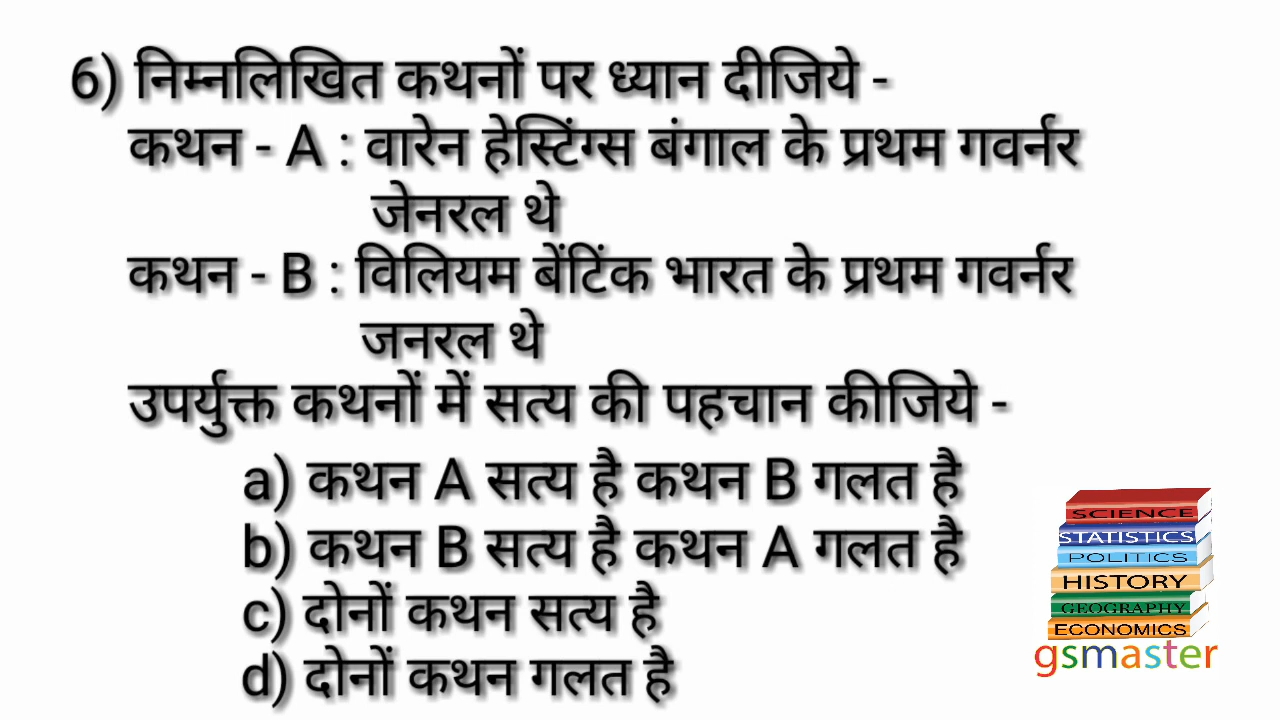 6) निम्नलिखित कथनों पर ध्यान दीजिये -
कथन - A : वारेन हेस्टिंग्स बंगाल के प्रथम गवर्नर
जेनरल थे
कथन - B : विलियम बेंटिंक भारत के प्रथम गवर्नर
जनरल थे
उपर्युक्त कथनों में सत्य की पहचान कीजिये -
a) कथन A सत्य है कथन B गलत है
b) कथन B सत्य है कथन A गलत है
c) दोनों कथन सत्य है
d) दोनों कथन गलत है
SCIENCE
STATISTICS
POLITICS
HISTORY
GEOGRAPHY
ECONOMICS
gsmaster